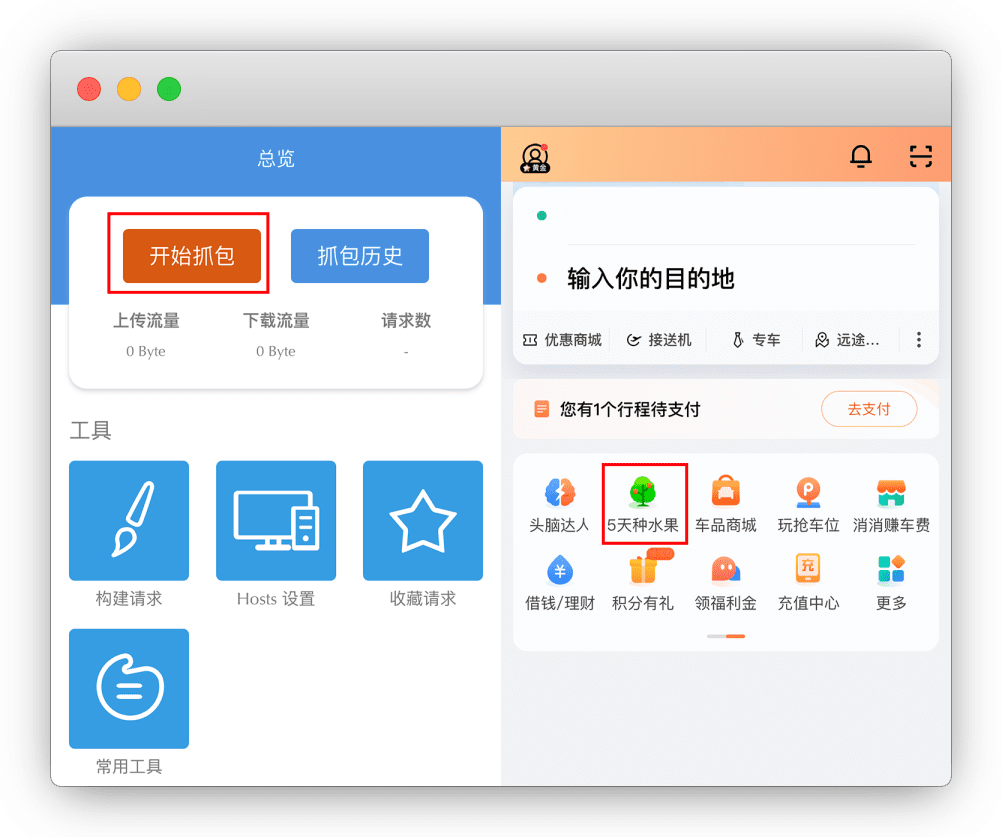 总览
开始抓包
抓包历史
上传流量
下载流量
请求数
0 Byte
0 Byte
-
工具
构建请求
Hosts 设置
收藏请求
常用工具
黄金
输入你的目的地
优惠商城
接送机
专车
远途...
您有1个行程待支付
去支付
头脑达人
5天种水果
车品商城
玩抢车位
消消赚车费
借钱/理财
积分有礼
领福利金
充值中心
更多
P
¥
充